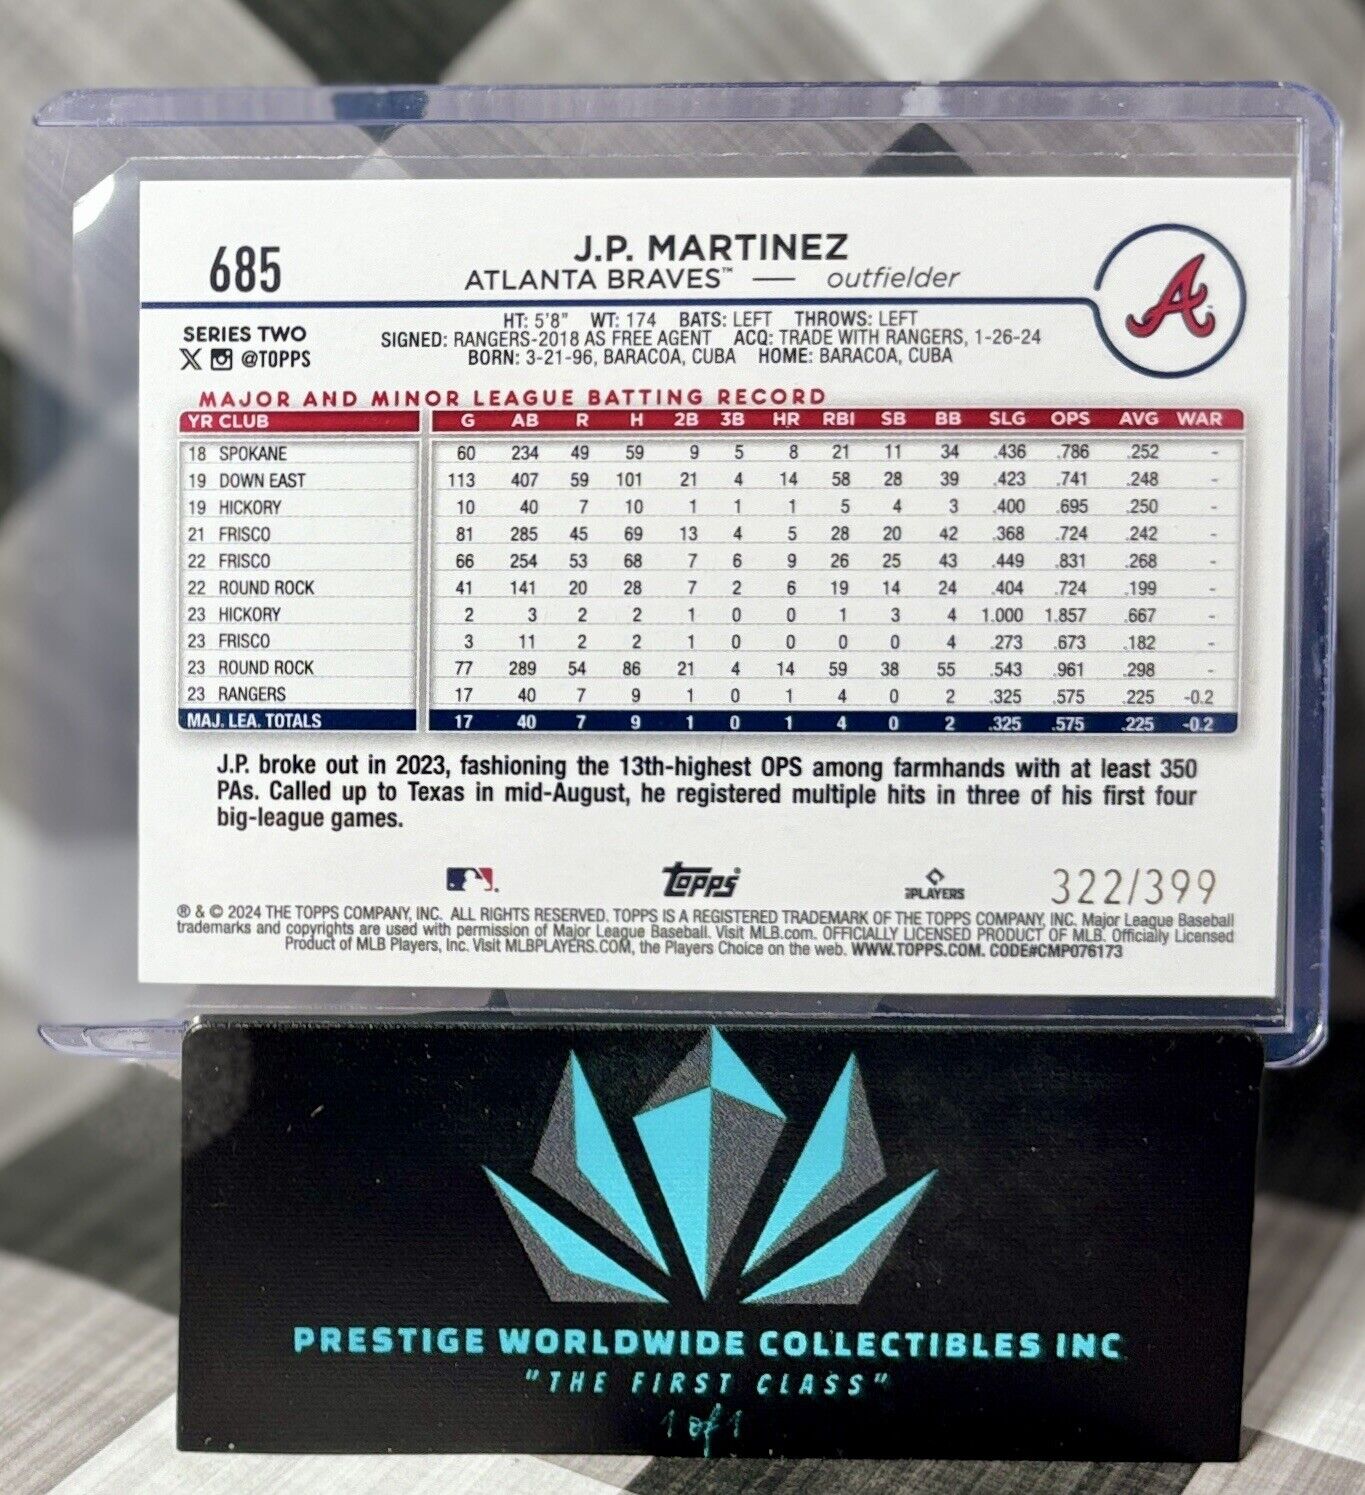 685
J.P. MARTINEZ
ATLANTA BRAVES™ — outfielder
A
SERIES TWO
X @TOPPS
HT: 5'8" WT: 174 BATS: LEFT THROWS: LEFT
SIGNED: RANGERS-2018 AS FREE AGENT ACQ: TRADE WITH RANGERS, 1-26-24
BORN: 3-21-96, BARACOA, CUBA HOME: BARACOA, CUBA
MAJOR AND MINOR LEAGUE BATTING RECORD
YR CLUB G AB R H 2B 3B HR RBI SB BB SLG OPS AVG WAR
18 SPOKANE 60 234 49 59 9 5 8 21 11 34 .436 .786 .252 -
19 DOWN EAST 113 407 59 101 21 4 14 58 28 39 .423 .741 .248 -
19 HICKORY 10 40 7 10 1 1 1 5 4 3 .400 .695 .250 -
21 FRISCO 81 285 45 69 13 4 5 28 20 42 .368 .724 .242 -
22 FRISCO 66 254 53 68 7 6 9 26 25 43 .449 .831 .268 -
22 ROUND ROCK 41 141 20 28 7 2 6 19 14 24 .404 .724 .199 -
23 HICKORY 2 3 2 2 1 0 0 1 3 4 1.000 1.857 .667 -
23 FRISCO 3 11 2 2 1 0 0 0 0 4 .273 .673 .182 -
23 ROUND ROCK 77 289 54 86 21 4 14 59 38 55 .543 .961 .298 -
23 RANGERS 17 40 7 9 1 0 1 4 0 2 .325 .575 .225 -0.2
MAJ. LEA. TOTALS 17 40 7 9 1 0 1 4 0 2 .325 .575 .225 -0.2
J.P. broke out in 2023, fashioning the 13th-highest OPS among farmhands with at least 350
PAs. Called up to Texas in mid-August, he registered multiple hits in three of his first four
big-league games.
Topps
PLAYERS
322/399
® & © 2024 THE TOPPS COMPANY, INC. ALL RIGHTS RESERVED. TOPPS IS A REGISTERED TRADEMARK OF THE TOPPS COMPANY, INC. Major League Baseball
trademarks and copyrights are used with permission of Major League Baseball. Visit MLB.com. OFFICIALLY LICENSED PRODUCT OF MLB. Officially Licensed
Product of MLB Players, Inc. Visit MLBPLAYERS.COM, the Players Choice on the web. WWW.TOPPS.COM. CODE#CMP076173
PRESTIGE WORLDWIDE COLLECTIBLES INC
"THE FIRST CLASS"
1 of 1